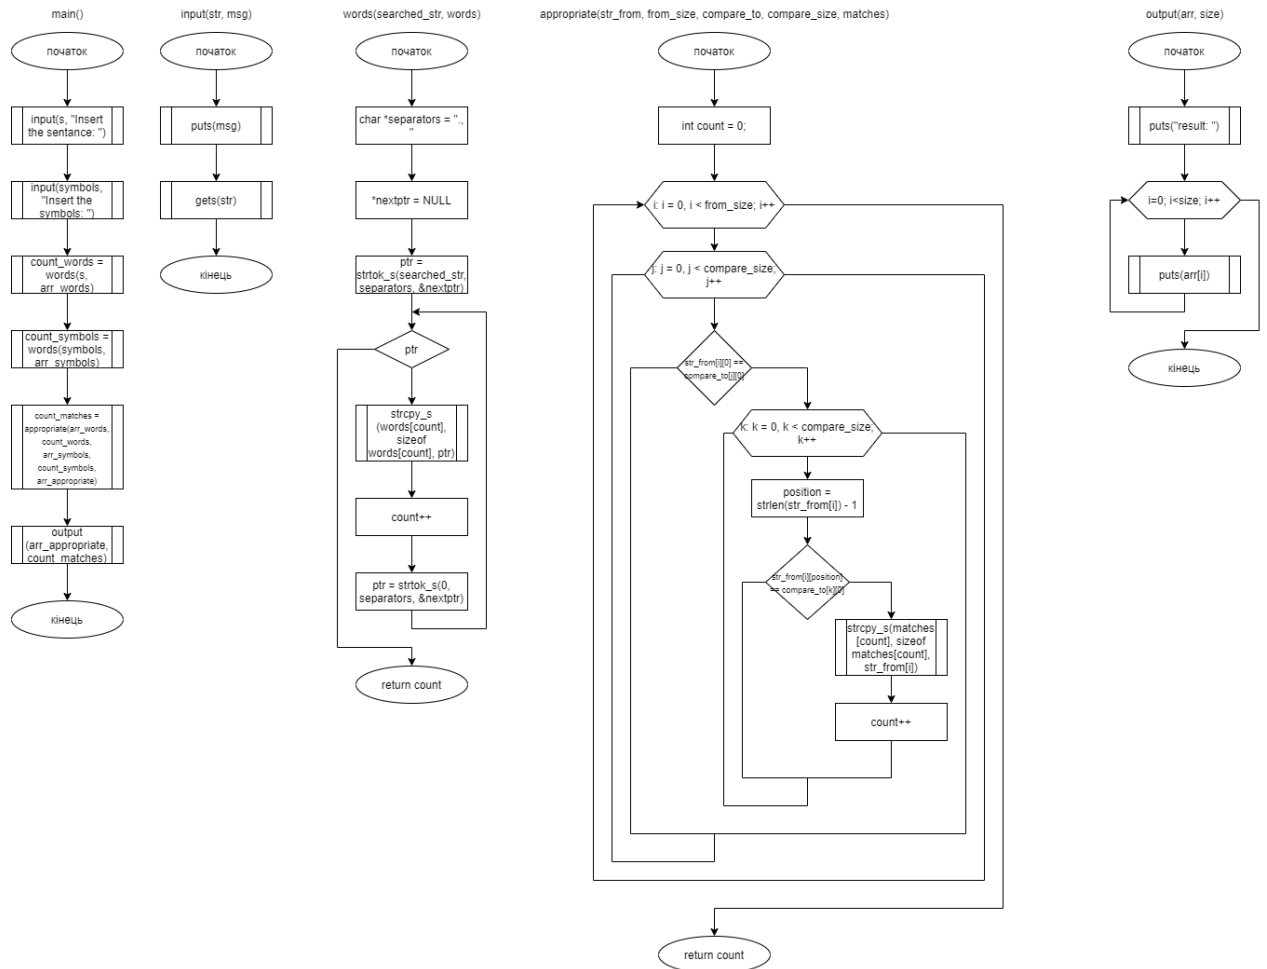 main()
початок
input(s, "Insert
the sentance: ")
input(symbols,
"Insert the
symbols: ")
count_words =
words(s,
arr_words)
count_symbols =
words(symbols,
arr_symbols)
count_matches =
appropriate(arr_words,
count_words,
arr_symbols,
count_symbols,
arr_appropriate)
output
(arr_appropriate,
count_matches)
кінець
input(str, msg)
початок
puts(msg)
gets(str)
кінець
words(searched_str, words)
початок
char *separators = ".,
"
*nextptr = NULL
ptr =
strtok_s(searched_str,
separators, &nextptr)
ptr
strcpy_s
(words[count],
sizeof
words[count], ptr)
count++
ptr = strtok_s(0,
separators, &nextptr)
return count
appropriate(str_from, from_size, compare_to, compare_size, matches)
початок
int count = 0;
i: i = 0, i < from_size; i++
j: j = 0, j < compare_size;
j++
str_from[i][0] ==
compare_to[j][0]
k: k = 0, k < compare_size;
k++
position =
strlen(str_from[i]) - 1
str_from[i][position]
== compare_to[k][0]
strcpy_s(matches
[count], sizeof
matches[count],
str_from[i])
count++
return count
output(arr, size)
початок
puts("result: ")
i=0; i<size; i++
puts(arr[i])
кінець